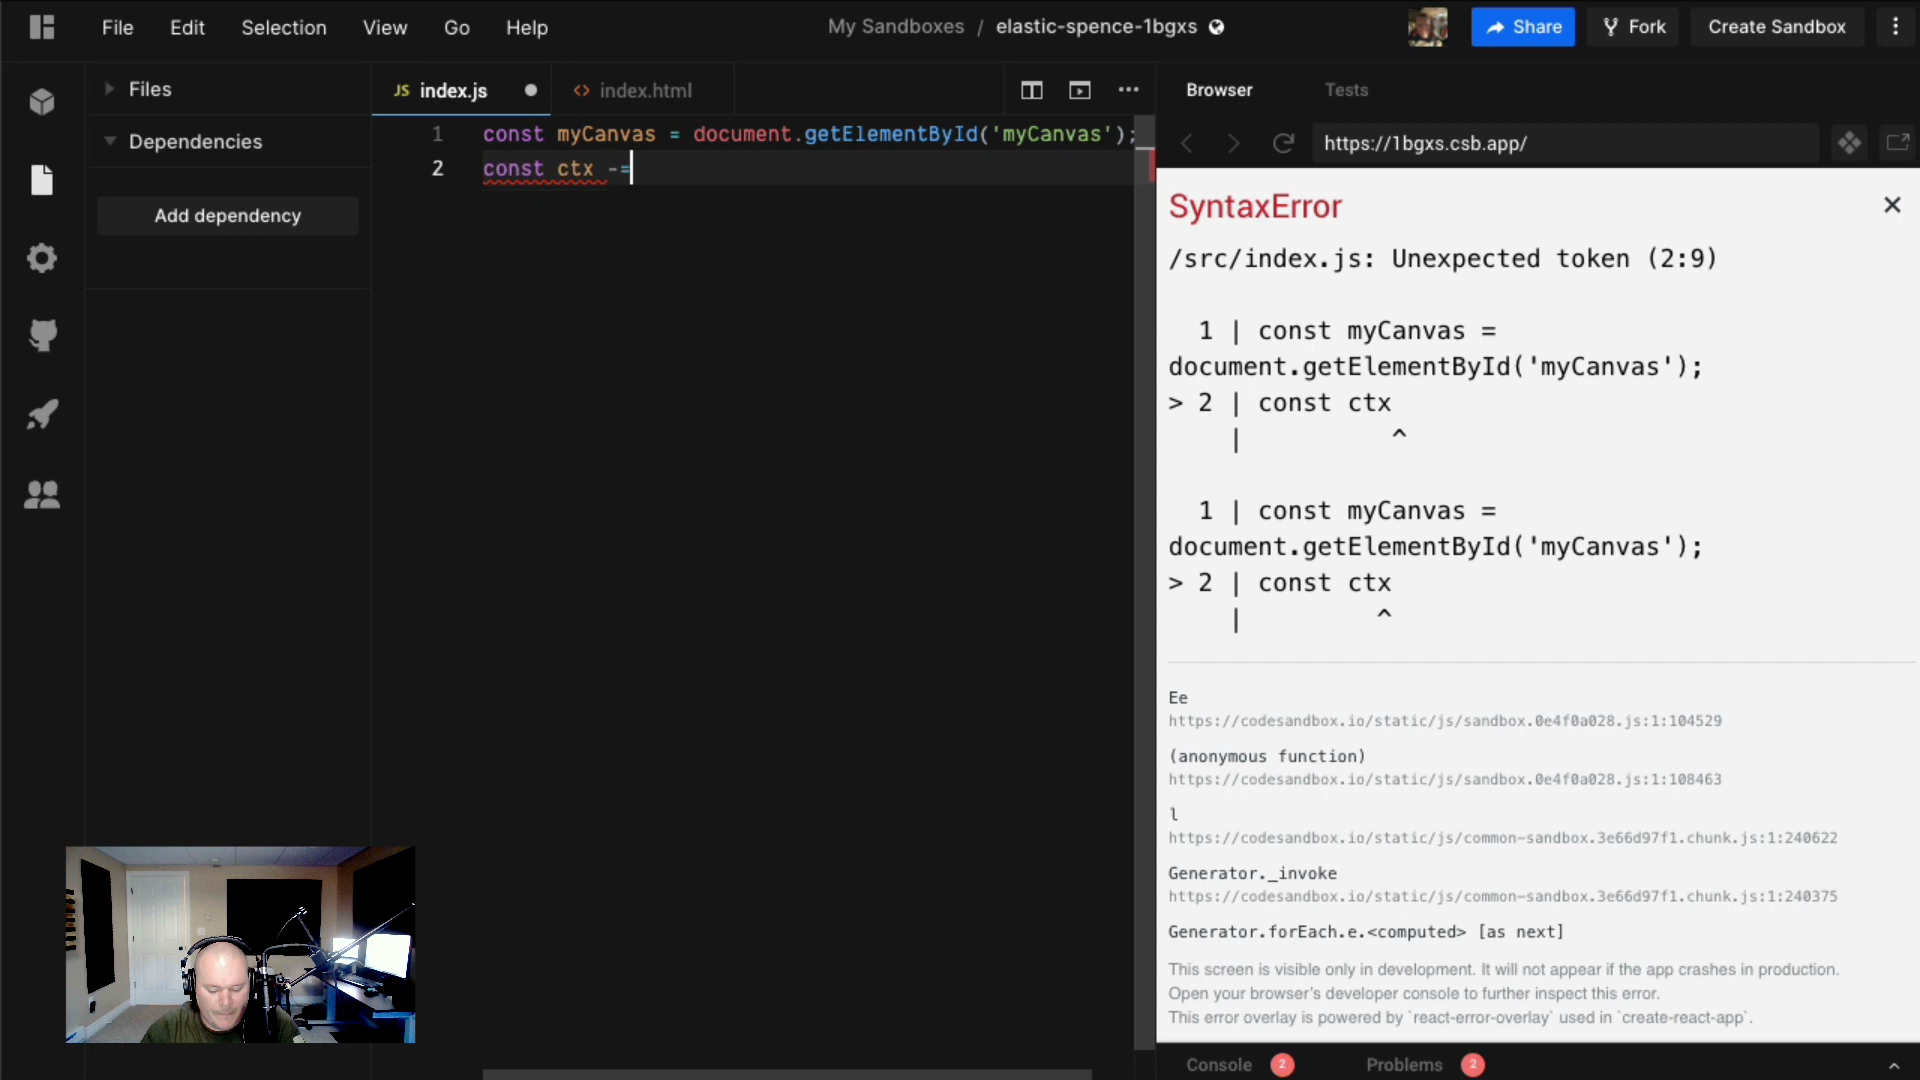 File Edit Selection View Go Help
My Sandboxes / elastic-spence-1bgxs
Share
Fork
Create Sandbox
Files
Dependencies
Add dependency
JS index.js
<> index.html
1 const myCanvas = document.getElementById('myCanvas');
2 const ctx -=
Browser
Tests
https://1bgxs.csb.app/
SyntaxError
/src/index.js: Unexpected token (2:9)
1 | const myCanvas =
document.getElementById('myCanvas');
> 2 | const ctx
| ^
1 | const myCanvas =
document.getElementById('myCanvas');
> 2 | const ctx
| ^
Ee
https://codesandbox.io/static/js/sandbox.0e4f0a028.js:1:104529
(anonymous function)
https://codesandbox.io/static/js/sandbox.0e4f0a028.js:1:108463
l
https://codesandbox.io/static/js/common-sandbox.3e66d97f1.chunk.js:1:240622
Generator._invoke
https://codesandbox.io/static/js/common-sandbox.3e66d97f1.chunk.js:1:240375
Generator.forEach.e.<computed> [as next]
This screen is visible only in development. It will not appear if the app crashes in production.
Open your browser's developer console to further inspect this error.
This error overlay is powered by `react-error-overlay` used in `create-react-app`.
Console 2
Problems 2